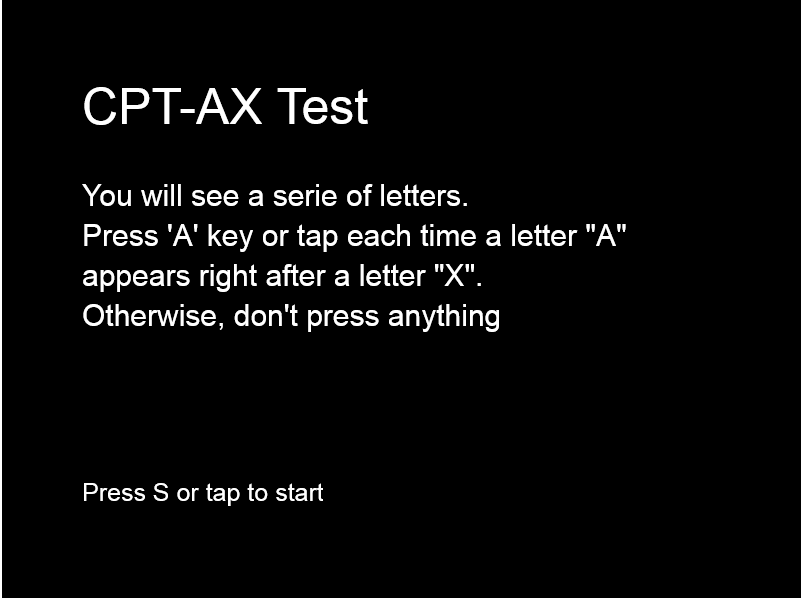 CPT-AX Test
You will see a serie of letters.
Press 'A' key or tap each time a letter "A"
appears right after a letter "X".
Otherwise, don't press anything
Press S or tap to start